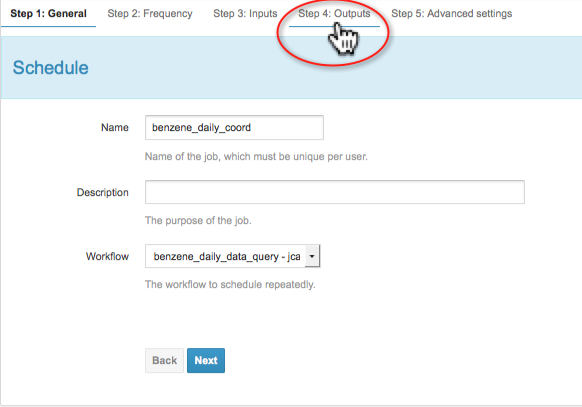 Step 1: General Step 2: Frequency Step 3: Inputs Step 4: Outputs Step 5: Advanced settings
Schedule
Name benzene_daily_coord
Name of the job, which must be unique per user.
Description
The purpose of the job.
Workflow benzene_daily_data_query - jca
The workflow to schedule repeatedly.
Back Next